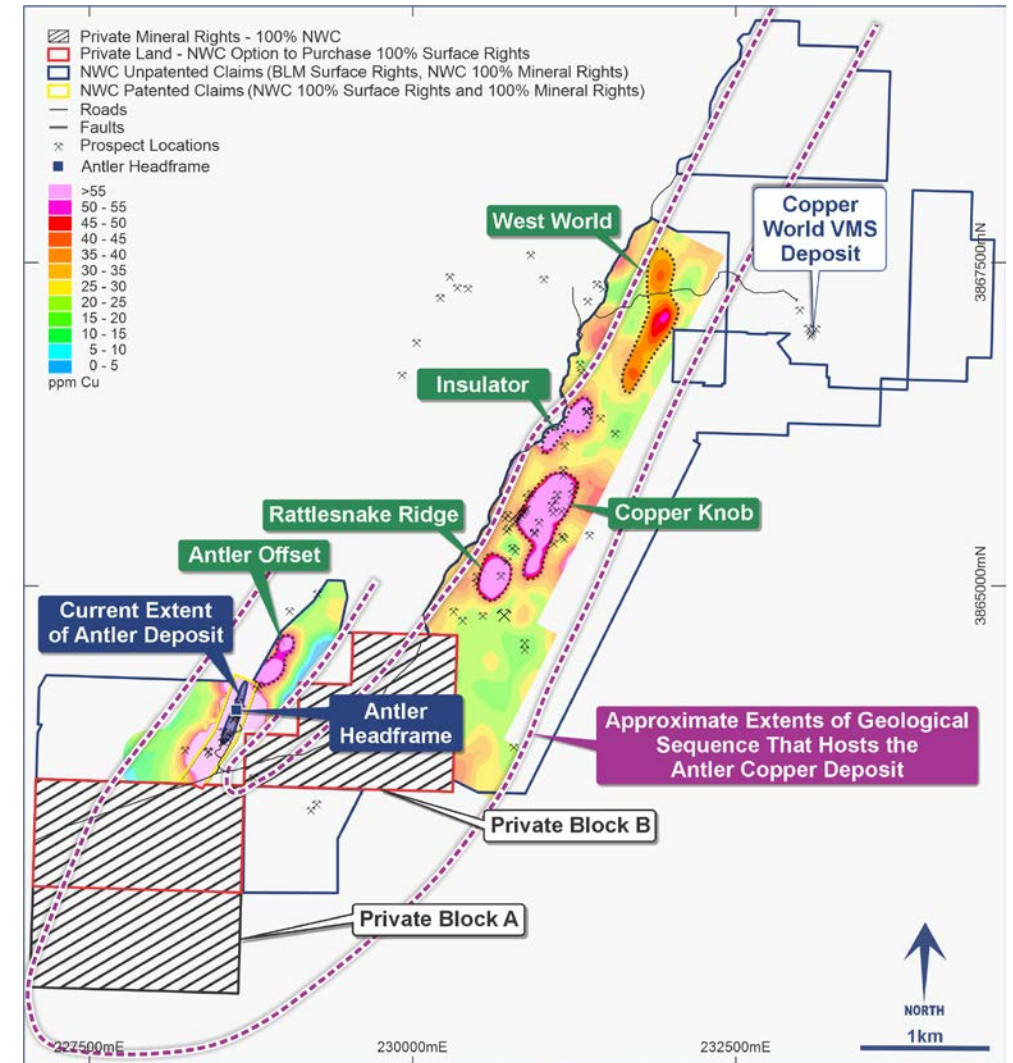 Private Mineral Rights - 100% NWC
Private Land - NWC Option to Purchase 100% Surface Rights
NWC Unpatented Claims (BLM Surface Rights, NWC 100% Mineral Rights)
NWC Patented Claims (NWC 100% Surface Rights and 100% Mineral Rights)
Roads
Faults
Prospect Locations
Antler Headframe
>55
50 - 55
45 - 50
40 - 45
35 - 40
30 - 35
25 - 30
20 - 25
15 - 20
10 - 15
5 - 10
0 - 5
ppm Cu
West World
Copper
World VMS
Deposit
3867500mN
Insulator
Rattlesnake Ridge
Copper Knob
Antler Offset
3865000mN
Current Extent
of Antler Deposit
Antler
Headframe
Approximate Extents of Geological
Sequence That Hosts the
Antler Copper Deposit
Private Block B
Private Block A
NORTH
1km
227500mE
230000mE
232500mE